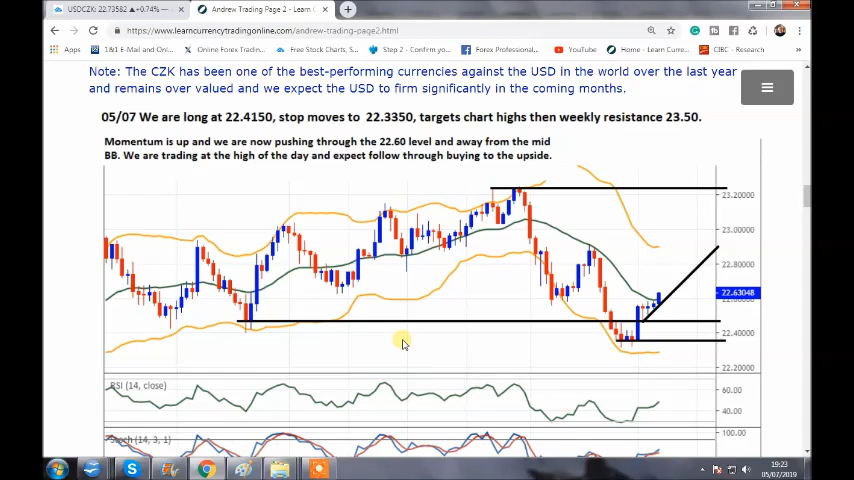 USDCZK: 22.73582 ▲+0.74%
Andrew Trading Page 2 - Learn C
https://www.learncurrencytradingonline.com/andrew-trading-page2.html
Apps
1&1 E-Mail and Onl...
Online Forex Trading...
Free Stock Charts, S...
Step 2 - Confirm yo...
Forex Professional...
YouTube
Home - Learn Forex...
CIBC - Research
Note: The CZK has been one of the best-performing currencies against the USD in the world over the last year
and remains over valued and we expect the USD to firm significantly in the coming months.
05/07 We are long at 22.4150, stop moves to 22.3350, targets chart highs then weekly resistance 23.50.
Momentum is up and we are now pushing through the 22.60 level and away from the mid
BB. We are trading at the high of the day and expect follow through buying to the upside.
23.20000
23.00000
22.80000
22.63048
22.40000
22.20000
RSI (14, close)
60.00
40.00
Stoch (14, 3, 1)
100.00
19:23
05/07/2019